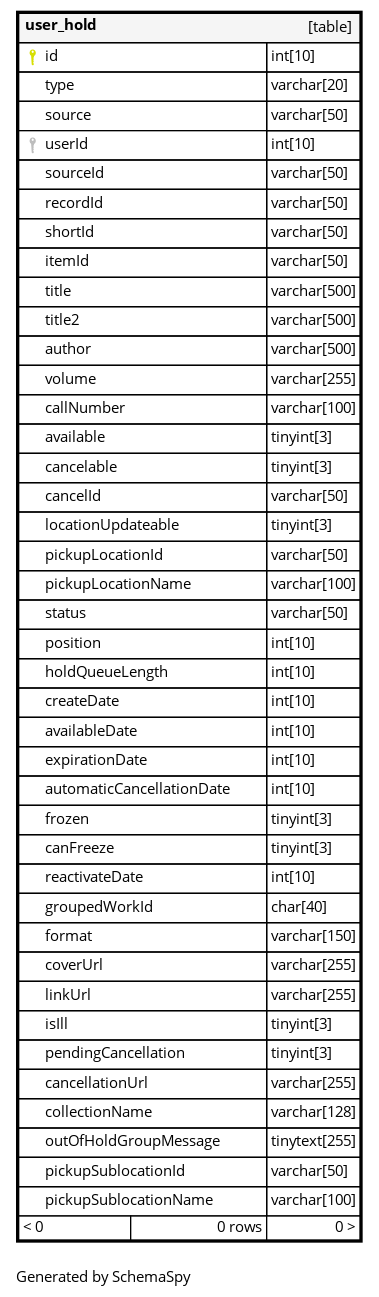 user_hold [table]
id int[10]
type varchar[20]
source varchar[50]
userId int[10]
sourceId varchar[50]
recordId varchar[50]
shortId varchar[50]
itemId varchar[50]
title varchar[500]
title2 varchar[500]
author varchar[500]
volume varchar[255]
callNumber varchar[100]
available tinyint[3]
cancelable tinyint[3]
cancelId varchar[50]
locationUpdateable tinyint[3]
pickupLocationId varchar[50]
pickupLocationName varchar[100]
status varchar[50]
position int[10]
holdQueueLength int[10]
createDate int[10]
availableDate int[10]
expirationDate int[10]
automaticCancellationDate int[10]
frozen tinyint[3]
canFreeze tinyint[3]
reactivateDate int[10]
groupedWorkId char[40]
format varchar[150]
coverUrl varchar[255]
linkUrl varchar[255]
isIll tinyint[3]
pendingCancellation tinyint[3]
cancellationUrl varchar[255]
collectionName varchar[128]
outOfHoldGroupMessage tinytext[255]
pickupSublocationId varchar[50]
pickupSublocationName varchar[100]
< 0 0 rows 0 >
Generated by SchemaSpy